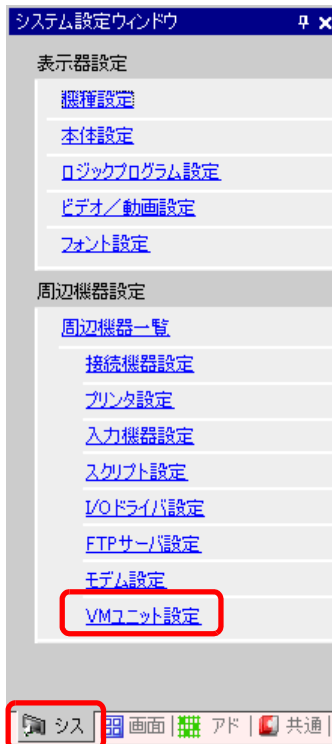 システム設定ウィンドウ
表示器設定
機種設定
本体設定
ロジックプログラム設定
ビデオ／動画設定
フォント設定
周辺機器設定
周辺機器一覧
接続機器設定
プリンタ設定
入力機器設定
スクリプト設定
I/Oドライバ設定
FTPサーバ設定
モデム設定
VMユニット設定
シス 画面 アド 共通